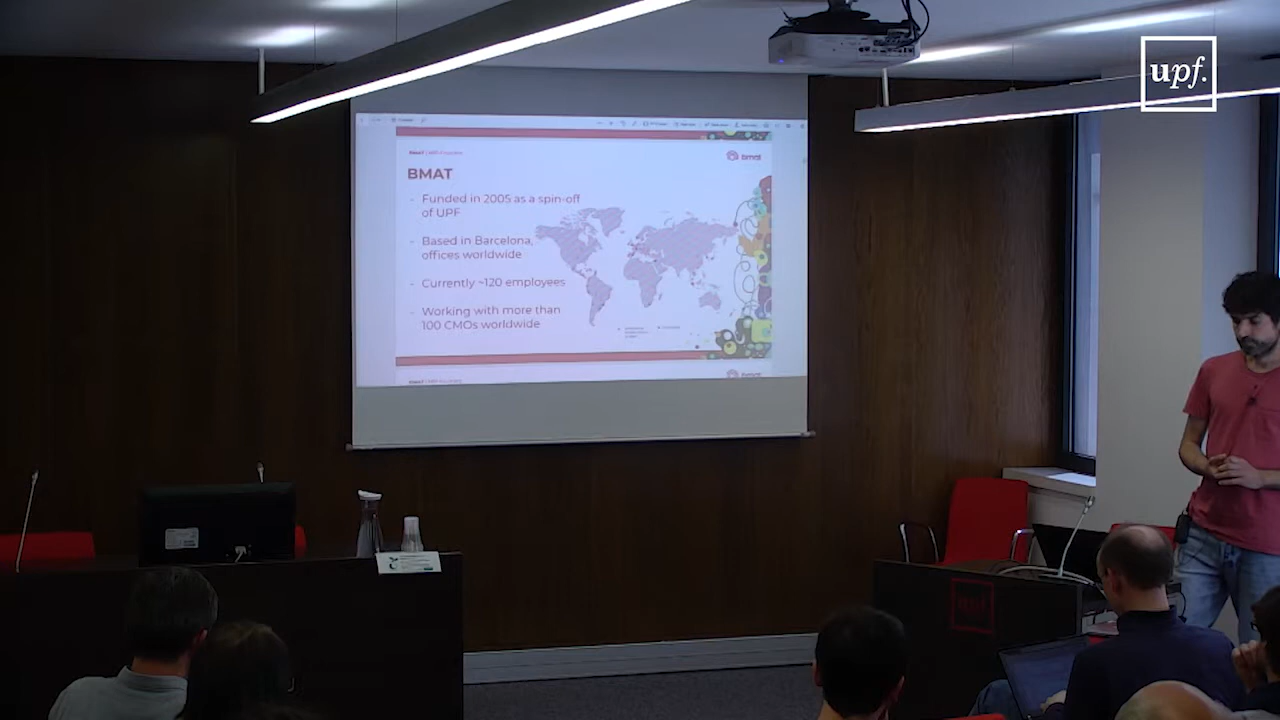 upf.
bmat
BMAT
- Funded in 2005 as a spin-off
of UPF
- Based in Barcelona,
offices worldwide
- Currently ~120 employees
- Working with more than
100 CMOs worldwide
upf.